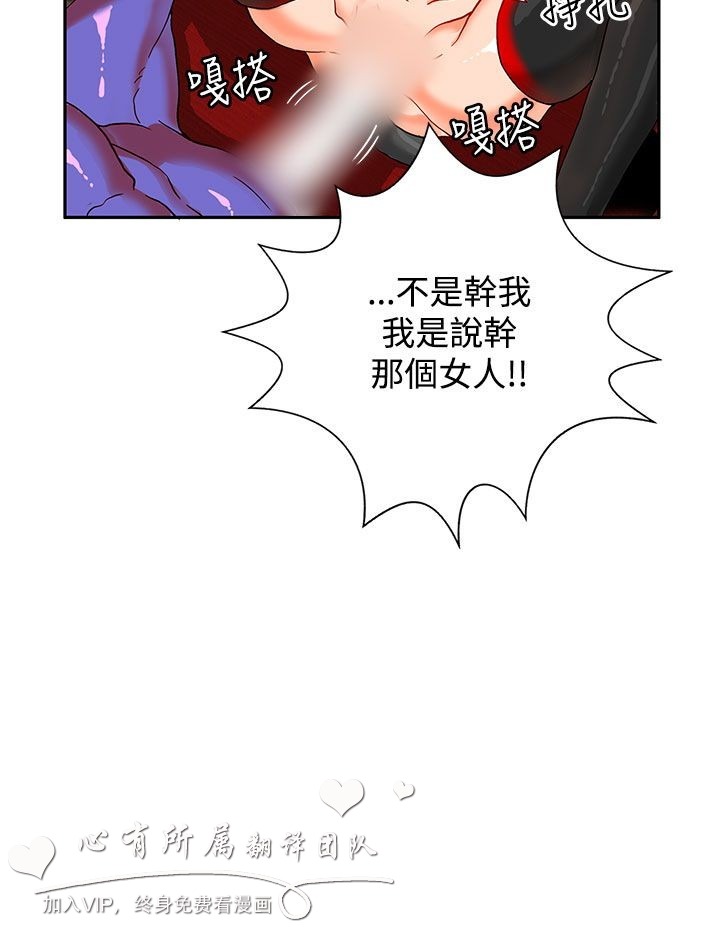 掙扎
嘎搭
嘎搭
...不是幹我
我是說幹
那個女人!!
心有所属翻译团队
加入VIP，终身免费看漫画